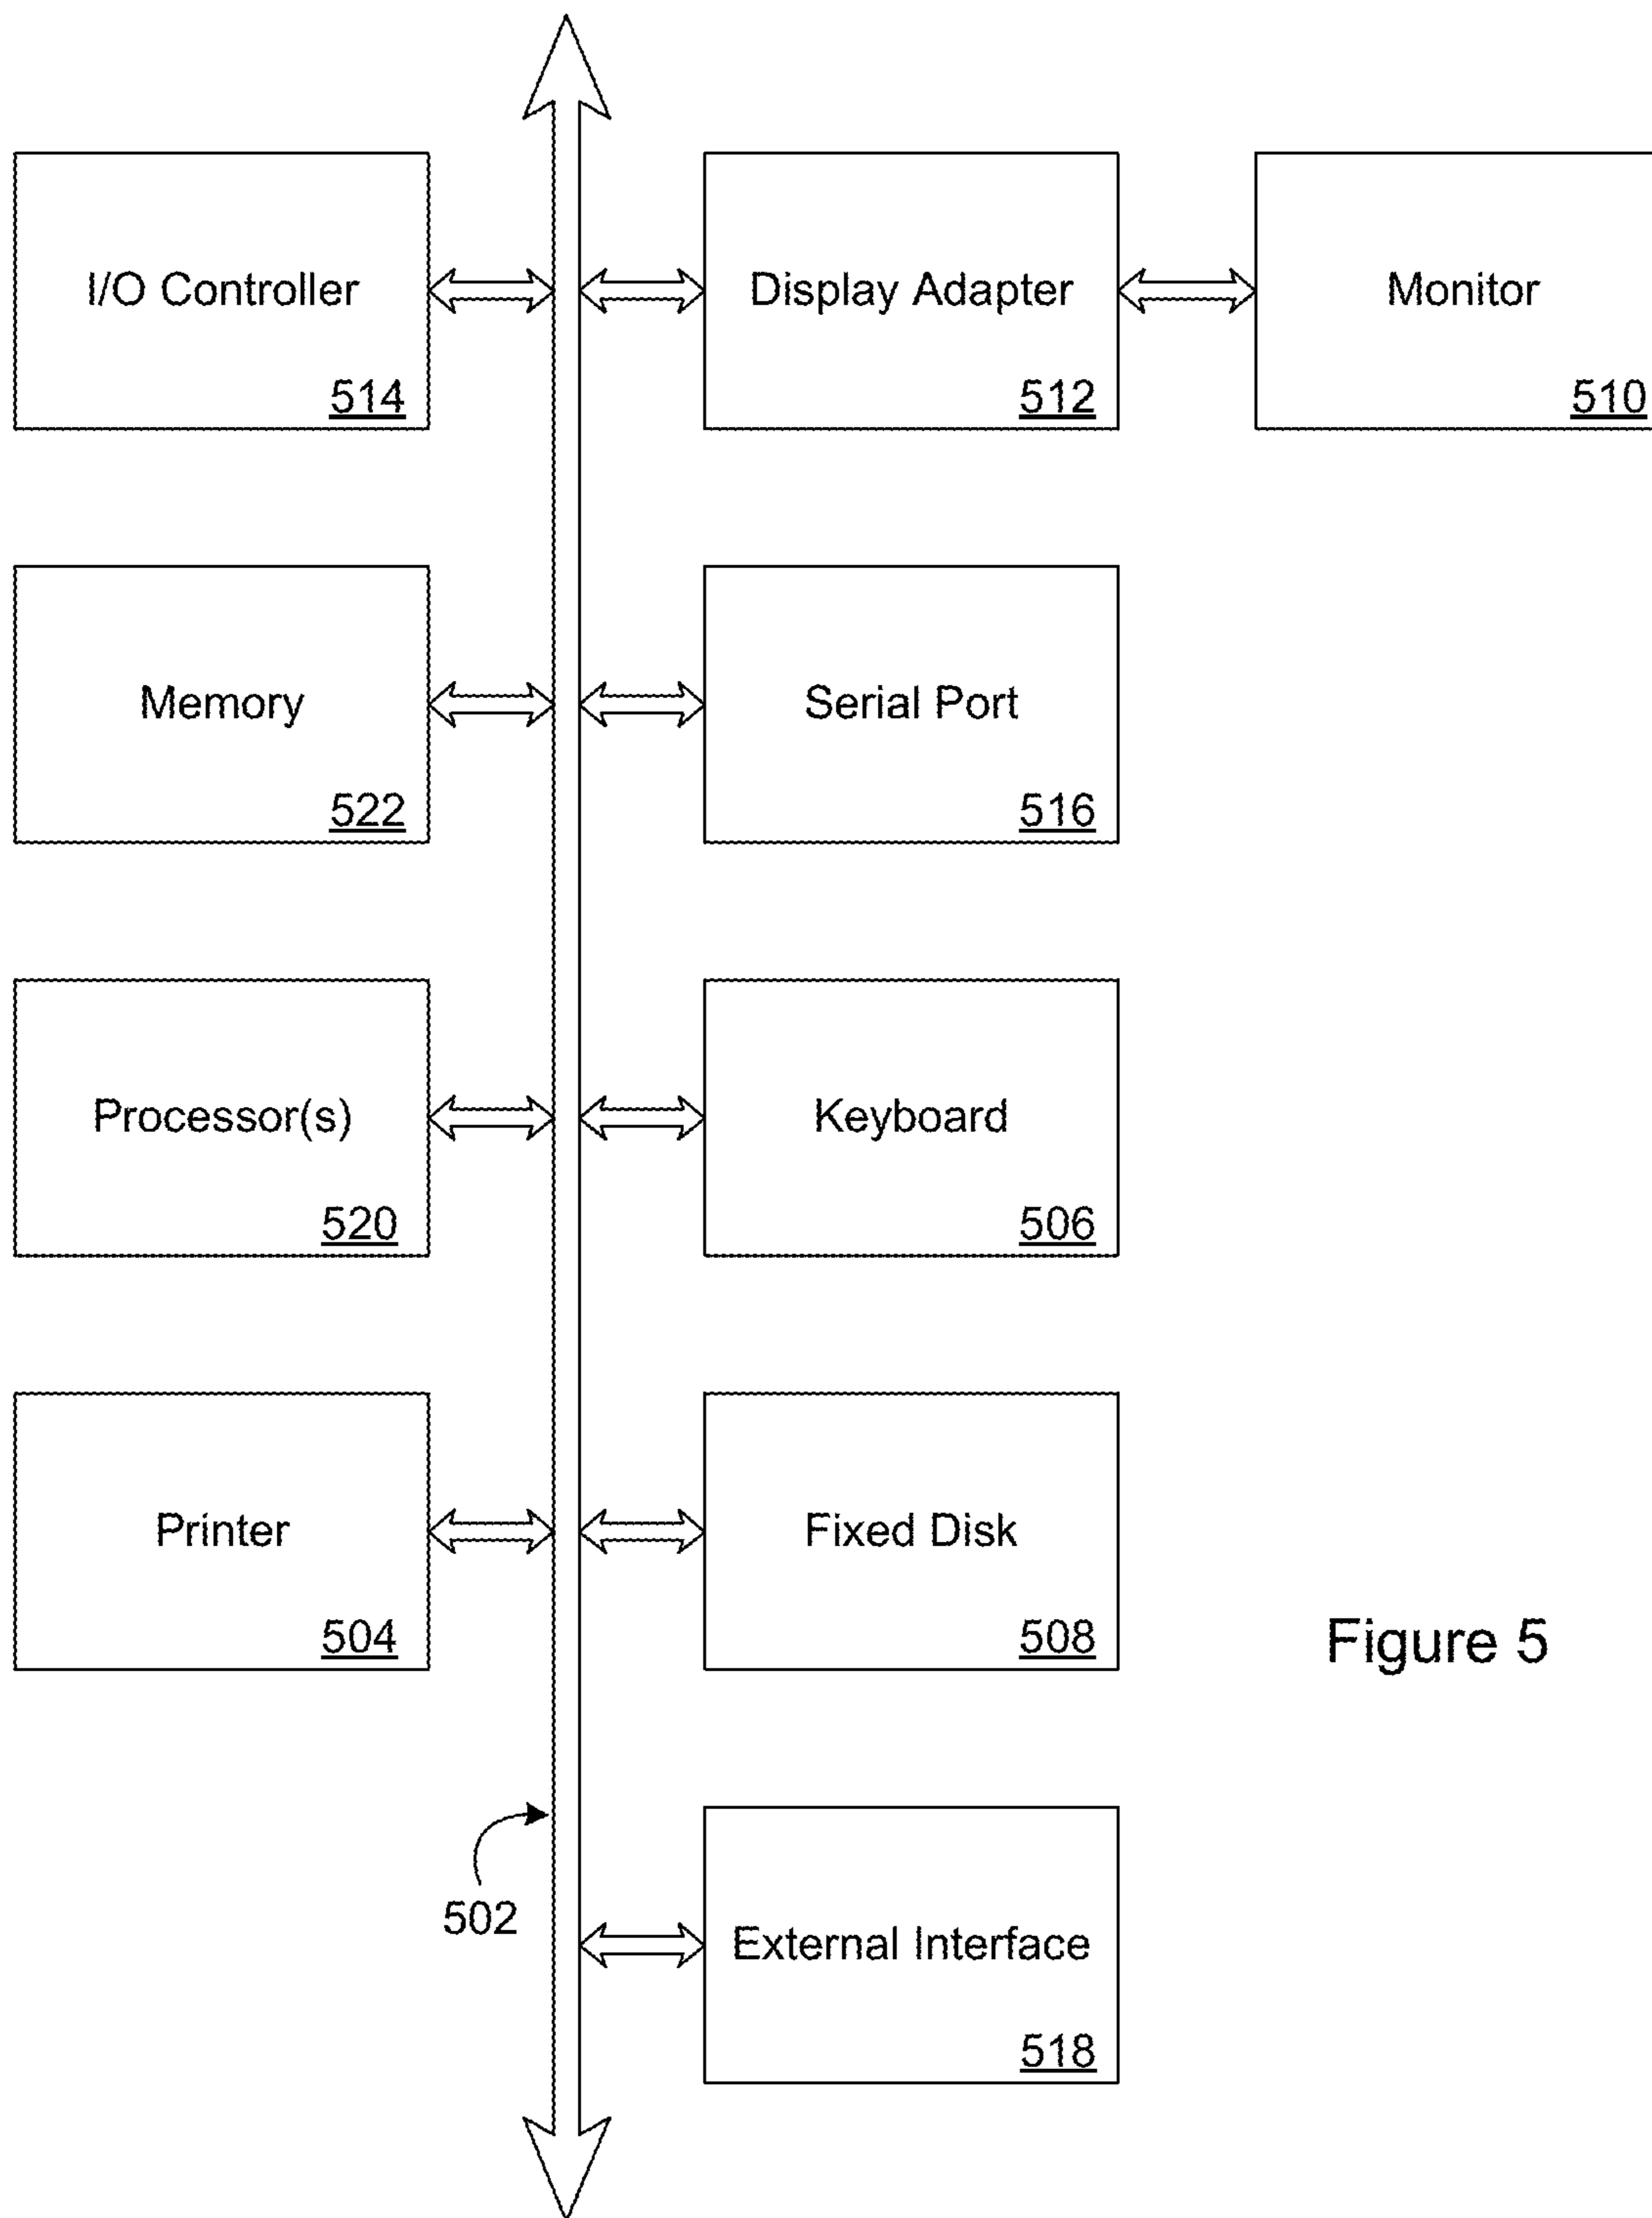 I/O Controller
514
Display Adapter
512
Monitor
510
Memory
522
Serial Port
516
Processor(s)
520
Keyboard
506
Printer
504
Fixed Disk
508
Figure 5
502
External Interface
518